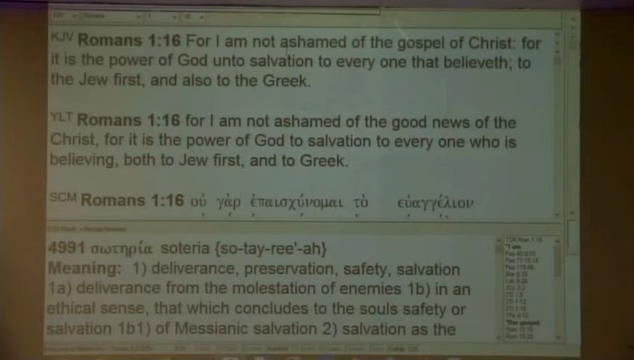 KJV Romans 1:16 For I am not ashamed of the gospel of Christ: for
it is the power of God unto salvation to every one that believeth; to
the Jew first, and also to the Greek.
YLT Romans 1:16 for I am not ashamed of the good news of the
Christ, for it is the power of God to salvation to every one who is
believing, both to Jew first, and to Greek.
SCM Romans 1:16 οὐ γὰρ ἐπαισχύνομαι τὸ εὐαγγέλιον
4991 σωτηρία soteria {so-tay-ree'-ah}
Meaning: 1) deliverance, preservation, safety, salvation
1a) deliverance from the molestation of enemies 1b) in an
ethical sense, that which concludes to the souls safety or
salvation 1b1) of Messianic salvation 2) salvation as the